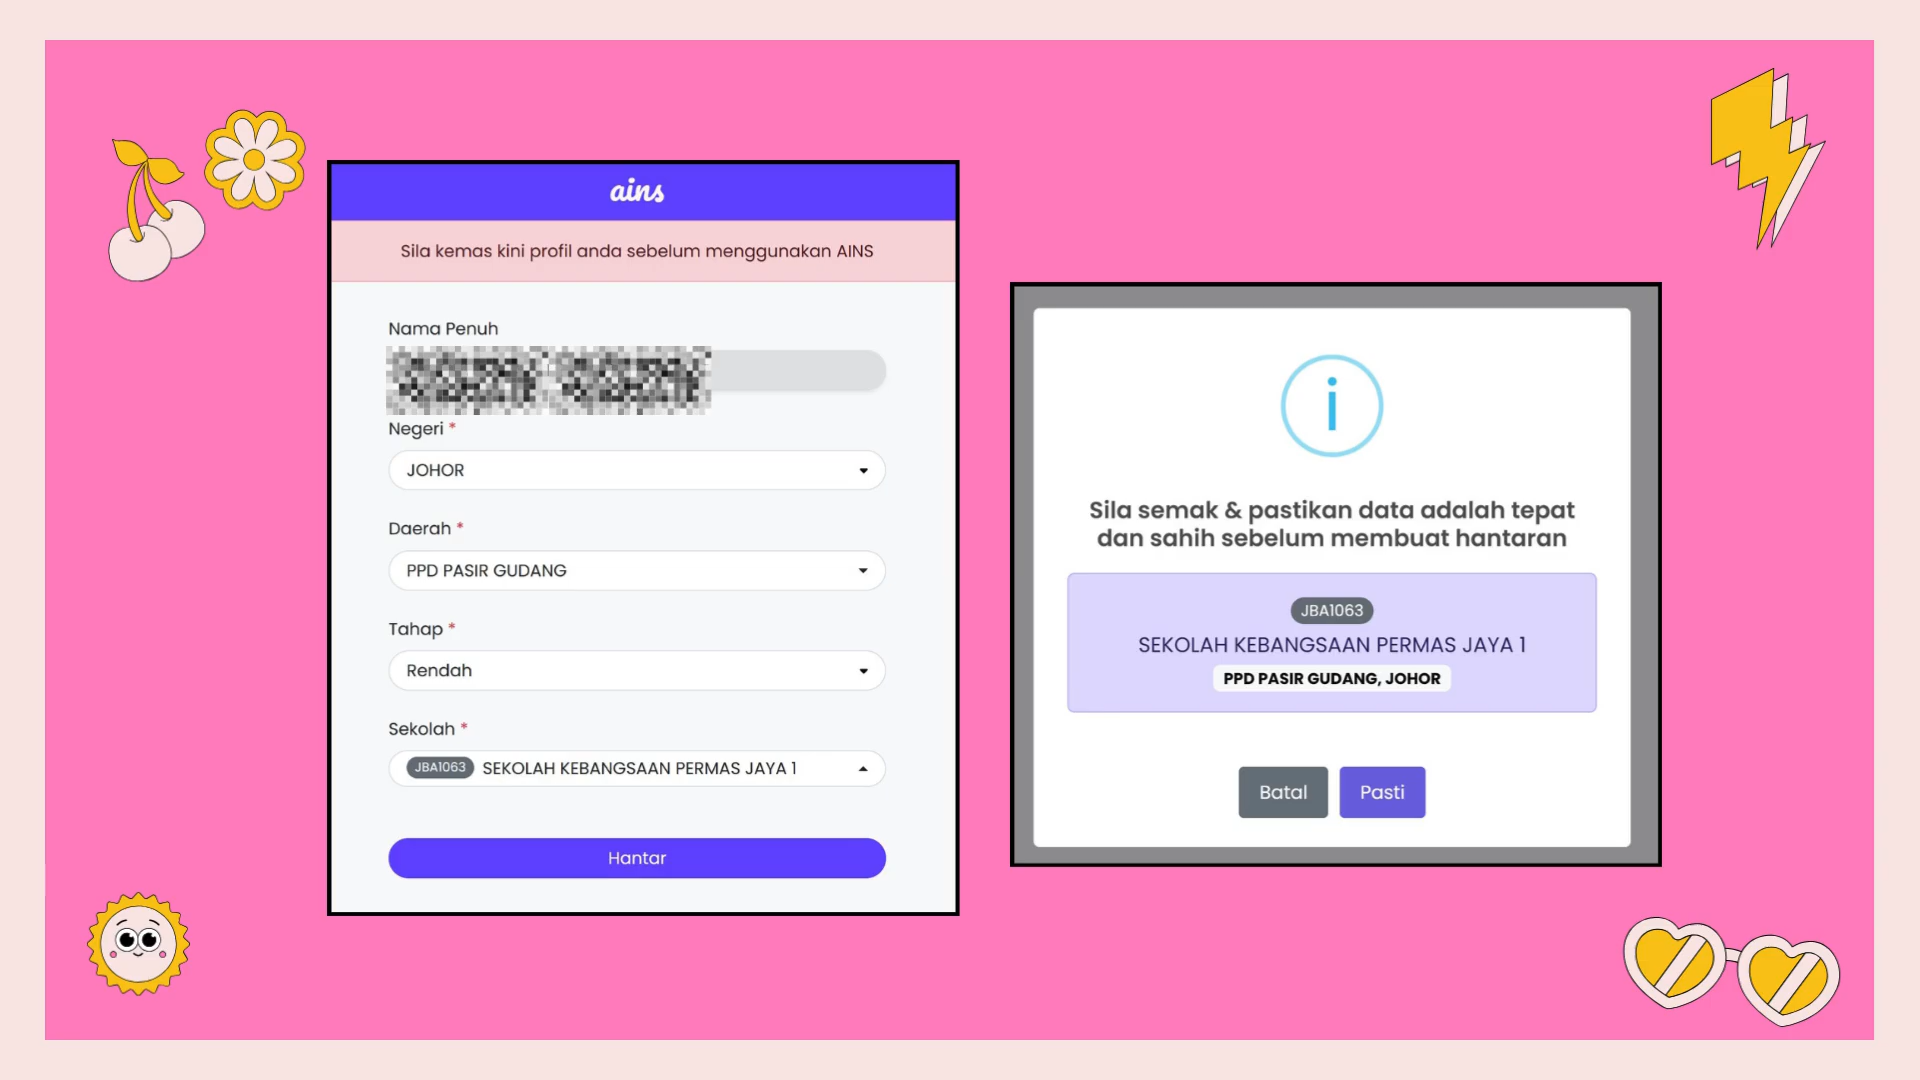 ains
Sila kemas kini profil anda sebelum menggunakan AINS
Nama Penuh
Negeri *
JOHOR
Daerah *
PPD PASIR GUDANG
Tahap *
Rendah
Sekolah *
JBA1063 SEKOLAH KEBANGSAAN PERMAS JAYA 1
Hantar
i
Sila semak & pastikan data adalah tepat
dan sahih sebelum membuat hantaran
JBA1063
SEKOLAH KEBANGSAAN PERMAS JAYA 1
PPD PASIR GUDANG, JOHOR
Batal
Pasti